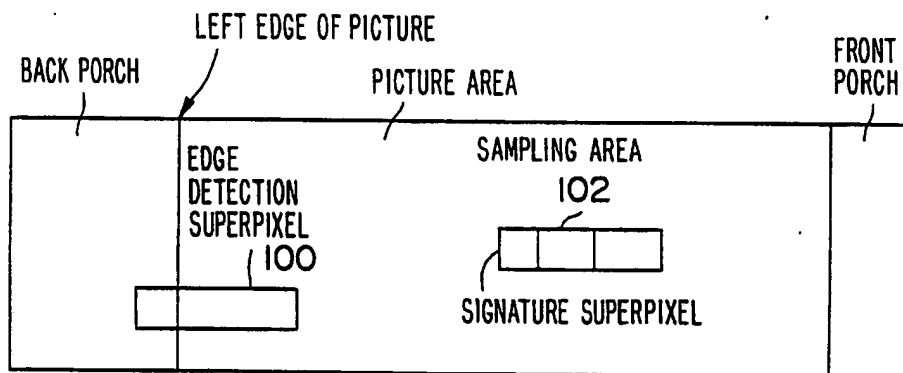 LEFT EDGE OF PICTURE
BACK PORCH
PICTURE AREA
FRONT
PORCH
EDGE
DETECTION
SUPERPIXEL
100
SAMPLING AREA
102
SIGNATURE SUPERPIXEL